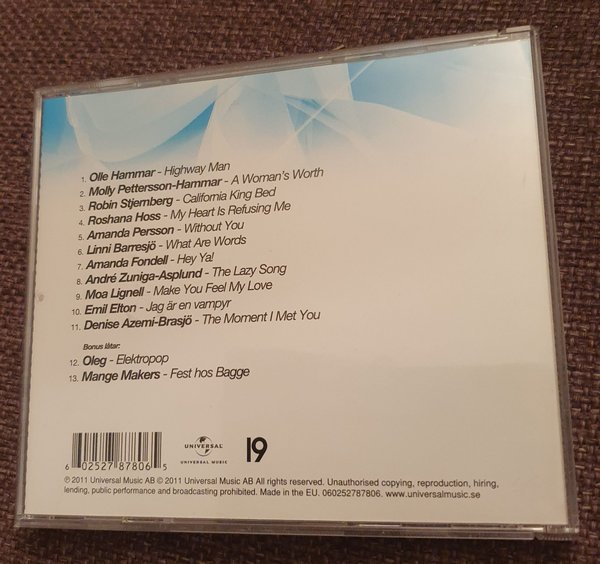 1. Olle Hammar - Highway Man
2. Molly Pettersson-Hammar - A Woman's Worth
3. Robin Stjernberg - California King Bed
4. Roshana Hoss - My Heart Is Refusing Me
5. Amanda Persson - Without You
6. Linni Barresjö - What Are Words
7. Amanda Fondell - Hey Ya!
8. André Zuniga-Asplund - The Lazy Song
9. Moa Lignell - Make You Feel My Love
10. Emil Elton - Jag är en vampyr
11. Denise Azemi-Brasjö - The Moment I Met You
Bonus låtar:
12. Oleg - Elektropop
13. Mange Makers - Fest hos Bagge
6 02527 87806 5
UNIVERSAL
UNIVERSAL MUSIC
19
℗ 2011 Universal Music AB © 2011 Universal Music AB All rights reserved. Unauthorised copying, reproduction, hiring,
lending, public performance and broadcasting prohibited. Made in the EU. 060252787806. www.universalmusic.se